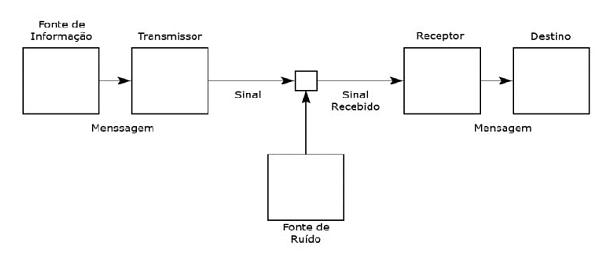 Fonte de
Informação
Transmissor
Receptor
Destino
Sinal
Sinal
Recebido
Menssagem
Mensagem
Fonte de
Ruído